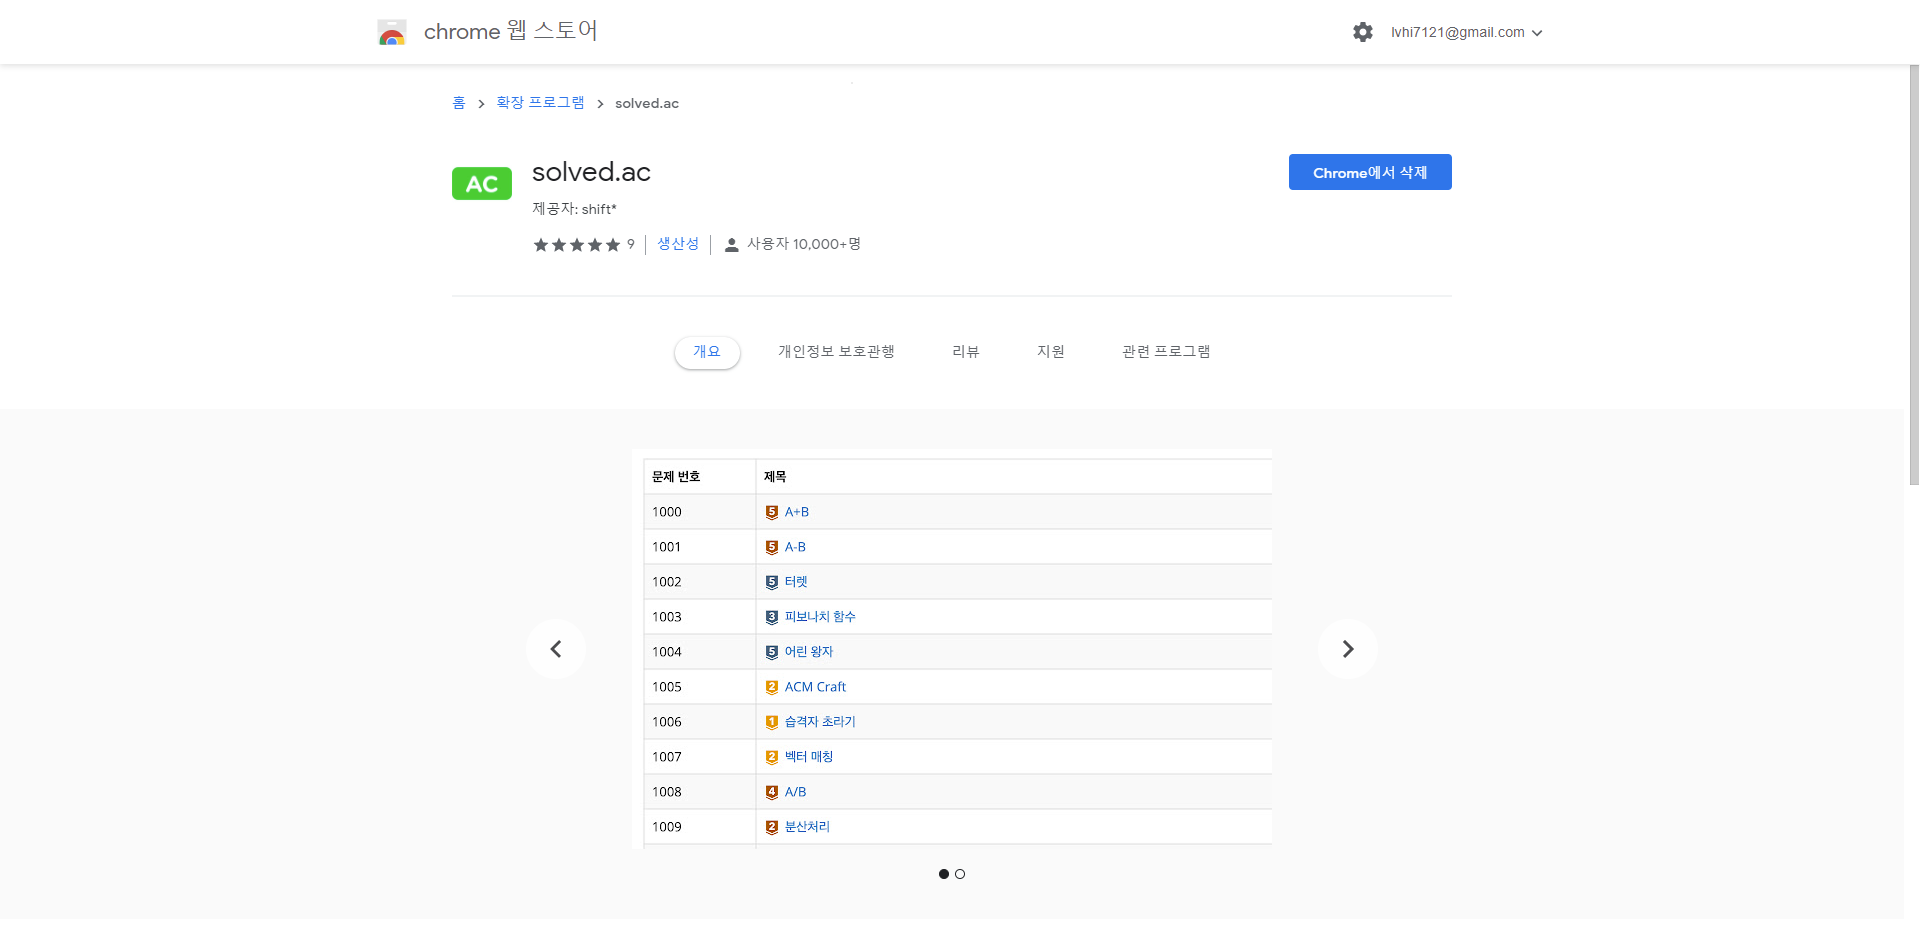 chrome 웹 스토어
lvhi7121@gmail.com
홈 > 확장 프로그램 > solved.ac
AC
solved.ac
Chrome에서 삭제
제공자: shift*
★★★★★ 9 | 생산성 | 사용자 10,000+명
개요 개인정보 보호관행 리뷰 지원 관련 프로그램
문제 번호 제목
1000 5 A+B
1001 5 A-B
1002 5 터렛
1003 3 피보나치 함수
1004 5 어린 왕자
1005 2 ACM Craft
1006 1 습격자 초라기
1007 2 벡터 매칭
1008 4 A/B
1009 2 분산처리